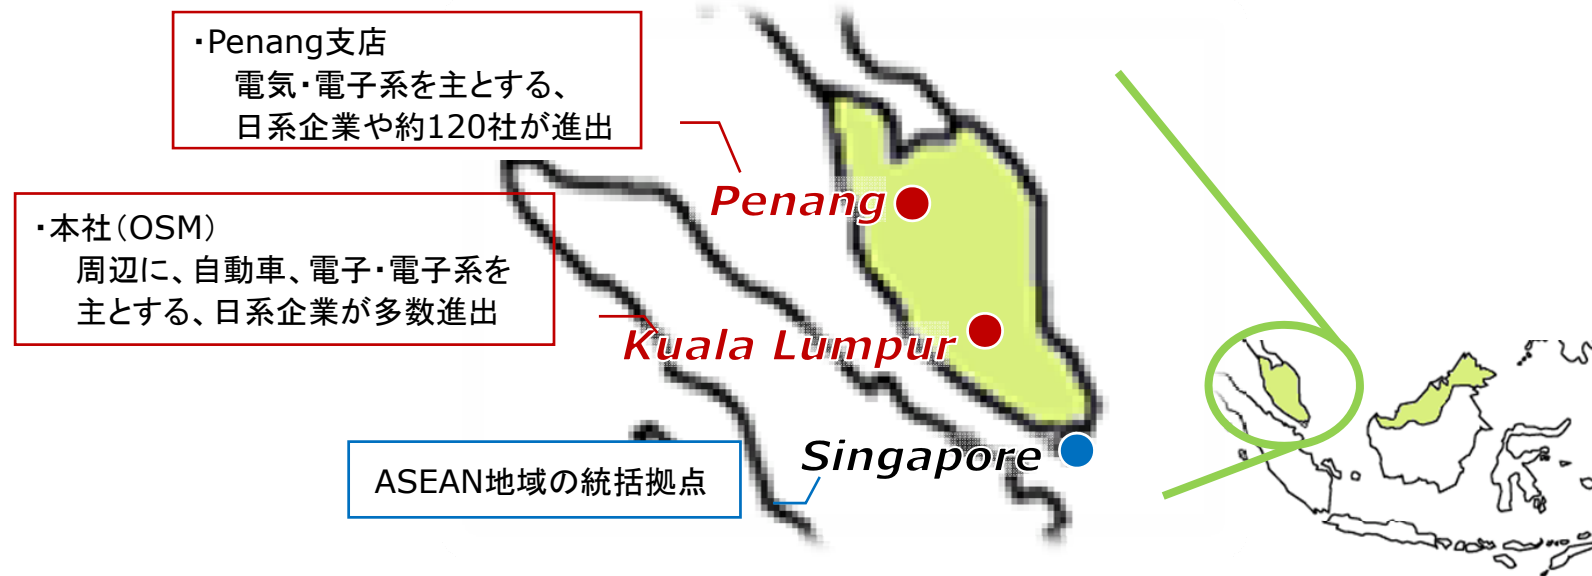 ・Penang支店
電気・電子系を主とする、
日系企業や約120社が進出
・本社（OSM）
周辺に、自動車、電子・電子系を
主とする、日系企業が多数進出
Penang
Kuala Lumpur
Singapore
ASEAN地域の統括拠点